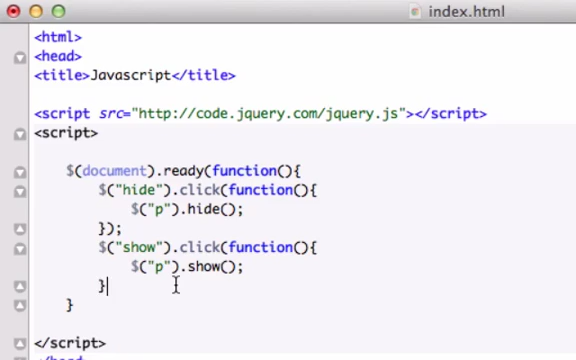 index.html
<html>
<head>
<title>Javascript</title>
<script src="http://code.jquery.com/jquery.js"></script>
<script>
$(document).ready(function(){
$("hide").click(function(){
$("p").hide();
});
$("show").click(function(){
$("p").show();
}
}
</script>
</head